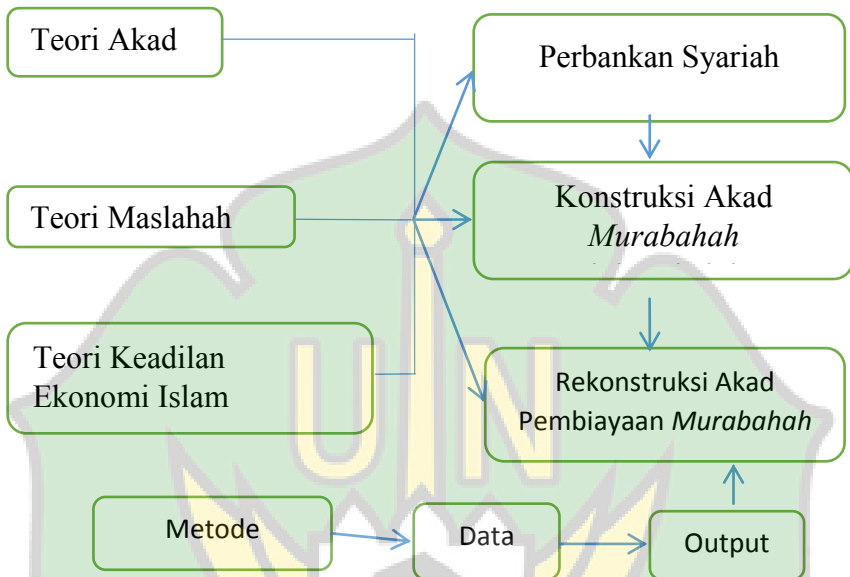 Teori Akad
Perbankan Syariah
Teori Maslahah
Konstruksi Akad
Murabahah
Teori Keadilan
Ekonomi Islam
Rekonstruksi Akad
Pembiayaan Murabahah
Metode
Data
Output
UIN